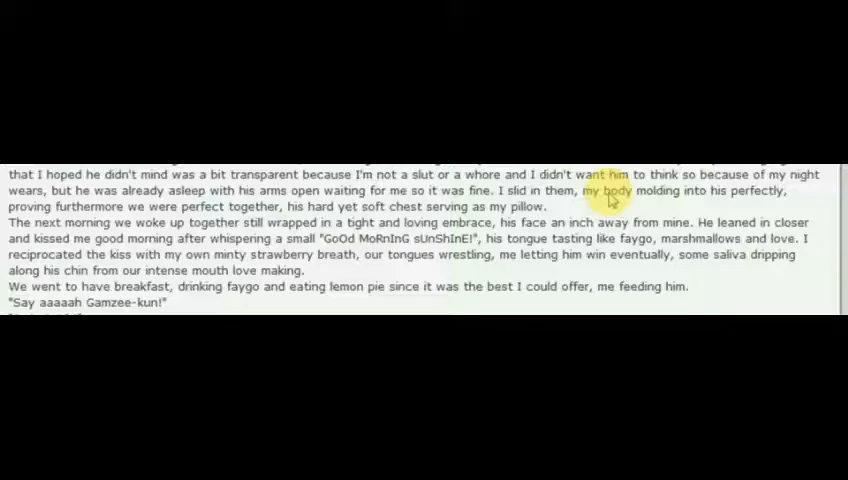 that I hoped he didn't mind was a bit transparent because I'm not a slut or a whore and I didn't want him to think so because of my night
wears, but he was already asleep with his arms open waiting for me so it was fine. I slid in them, my body molding into his perfectly,
proving furthermore we were perfect together, his hard yet soft chest serving as my pillow.
The next morning we woke up together still wrapped in a tight and loving embrace, his face an inch away from mine. He leaned in closer
and kissed me good morning after whispering a small "GoOd MoRnInG sUnShInE!", his tongue tasting like faygo, marshmallows and love. I
reciprocated the kiss with my own minty strawberry breath, our tongues wrestling, me letting him win eventually, some saliva dripping
along his chin from our intense mouth love making.
We went to have breakfast, drinking faygo and eating lemon pie since it was the best I could offer, me feeding him.
"Say aaaaah Gamzee-kun!"